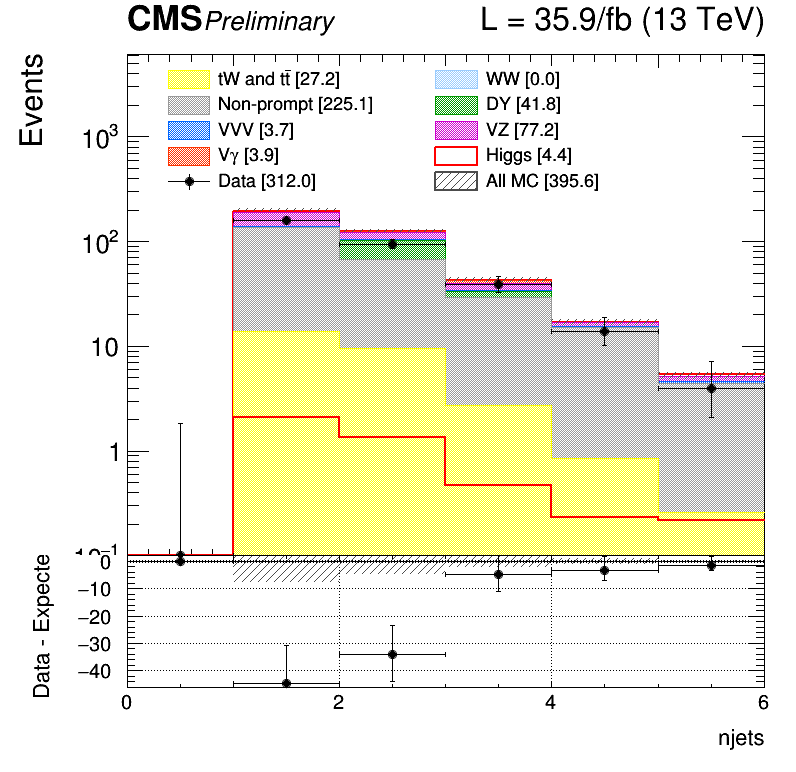 CMS Preliminary L = 35.9/fb (13 TeV)
Events
tW and tt̄ [27.2] WW [0.0]
Non-prompt [225.1] DY [41.8]
VVV [3.7] VZ [77.2]
Vγ [3.9] Higgs [4.4]
Data [312.0] All MC [395.6]
10³
10²
10
1
10⁻¹
Data - Expecte
0
−10
−20
−30
−40
0 2 4 6
njets